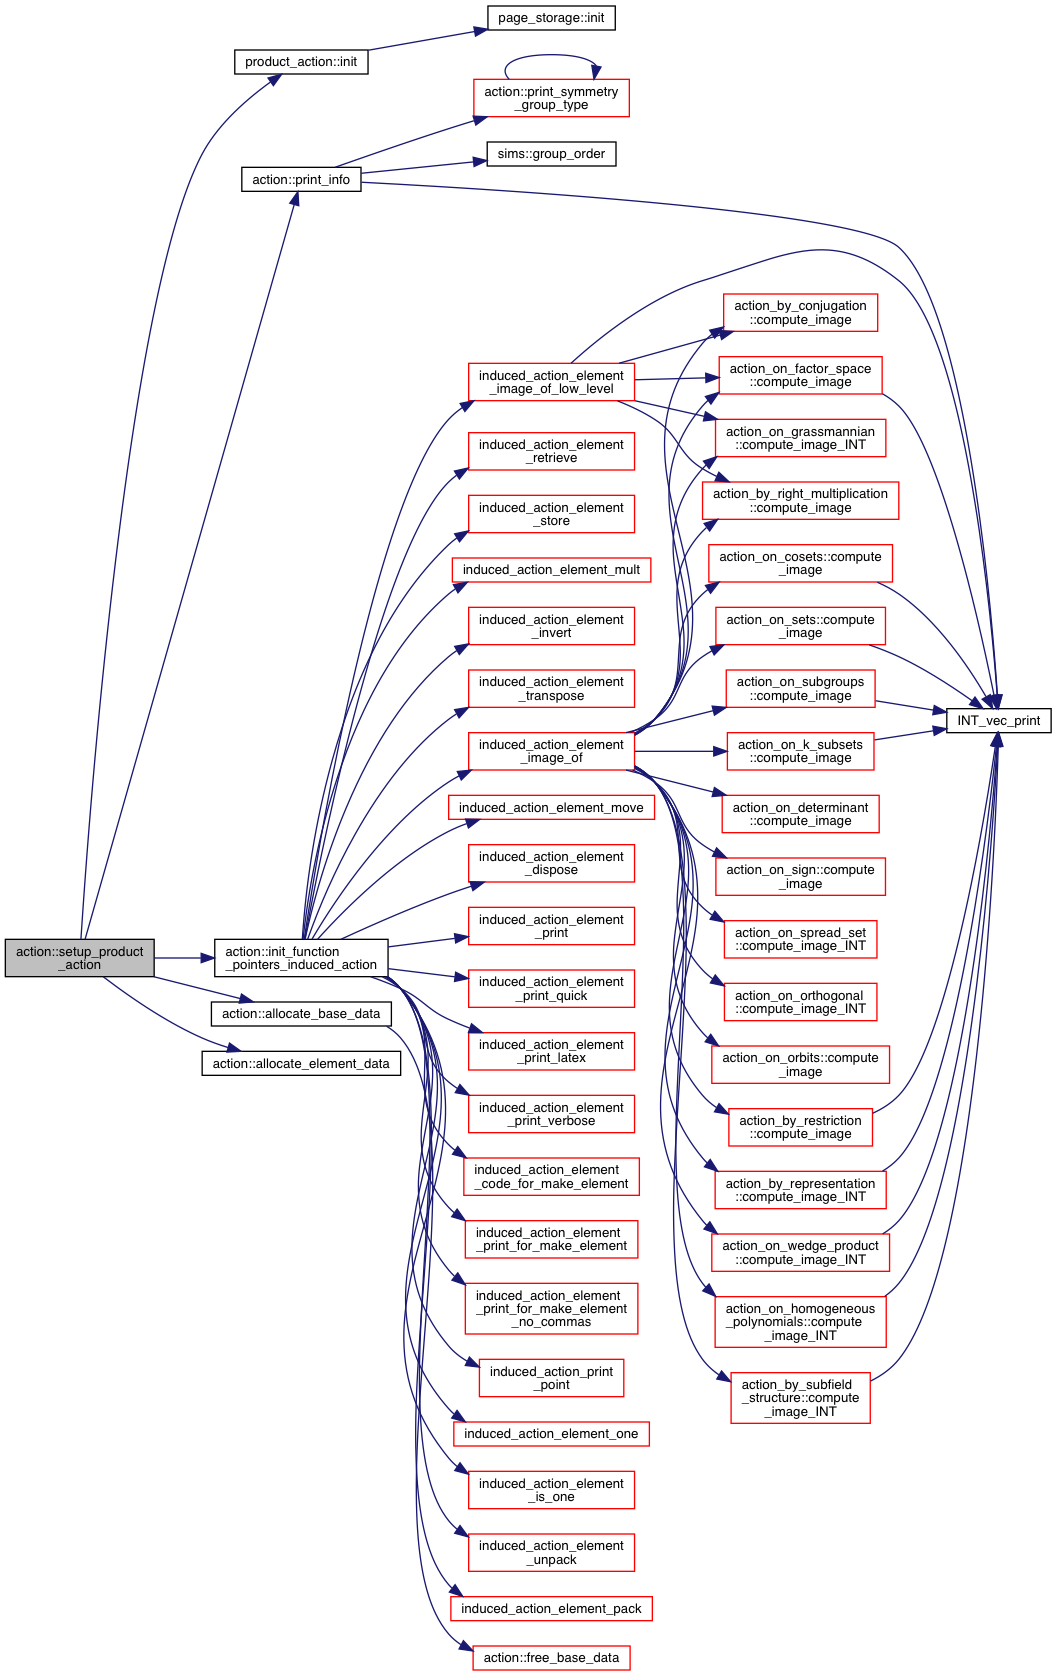 page_storage::init
product_action::init
action::print_symmetry
_group_type
sims::group_order
action::print_info
action_by_conjugation
::compute_image
induced_action_element
_image_of_low_level
action_on_factor_space
::compute_image
action_on_grassmannian
::compute_image_INT
induced_action_element
_retrieve
action_by_right_multiplication
::compute_image
induced_action_element
_store
action_on_cosets::compute
_image
induced_action_element_mult
induced_action_element
_invert
action_on_sets::compute
_image
induced_action_element
_transpose
action_on_subgroups
::compute_image
INT_vec_print
induced_action_element
_image_of
action_on_k_subsets
::compute_image
induced_action_element_move
action_on_determinant
::compute_image
induced_action_element
_dispose
action_on_sign::compute
_image
induced_action_element
_print
action_on_spread_set
::compute_image_INT
action::setup_product
_action
action::init_function
_pointers_induced_action
induced_action_element
_print_quick
action_on_orthogonal
::compute_image_INT
action::allocate_base_data
induced_action_element
_print_latex
action_on_orbits::compute
_image
action::allocate_element_data
induced_action_element
_print_verbose
action_by_restriction
::compute_image
induced_action_element
_code_for_make_element
action_by_representation
::compute_image_INT
induced_action_element
_print_for_make_element
action_on_wedge_product
::compute_image_INT
induced_action_element
_print_for_make_element
_no_commas
action_on_homogeneous
_polynomials::compute
_image_INT
induced_action_print
_point
action_by_subfield
_structure::compute
_image_INT
induced_action_element_one
induced_action_element
_is_one
induced_action_element
_unpack
induced_action_element_pack
action::free_base_data